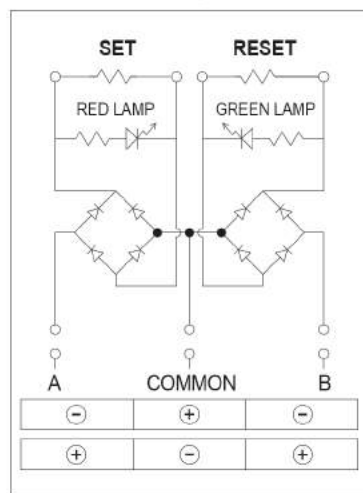 SET RESET
RED LAMP GREEN LAMP
A COMMON B
⊖ ⊕ ⊖
⊕ ⊖ ⊕